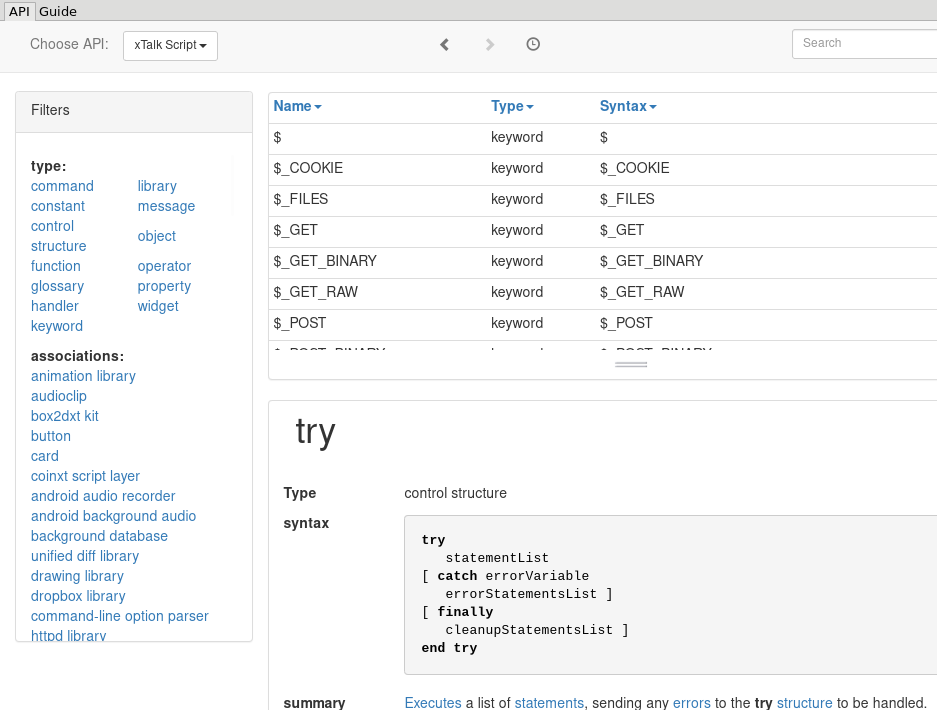 API Guide
Choose API: xTalk Script Search
Filters
type:
command library
constant message
control structure object
function operator
glossary property
handler widget
keyword
associations:
animation library
audioclip
box2dxt kit
button
card
coinxt script layer
android audio recorder
android background audio
background database
unified diff library
drawing library
dropbox library
command-line option parser
httpd library
Name Type Syntax
$ keyword $
$_COOKIE keyword $_COOKIE
$_FILES keyword $_FILES
$_GET keyword $_GET
$_GET_BINARY keyword $_GET_BINARY
$_GET_RAW keyword $_GET_RAW
$_POST keyword $_POST
$_POST_BINARY keyword $_POST_BINARY
try
Type control structure
syntax
try
statementList
[ catch errorVariable
errorStatementsList ]
[ finally
cleanupStatementsList ]
end try
summary Executes a list of statements, sending any errors to the try structure to be handled.